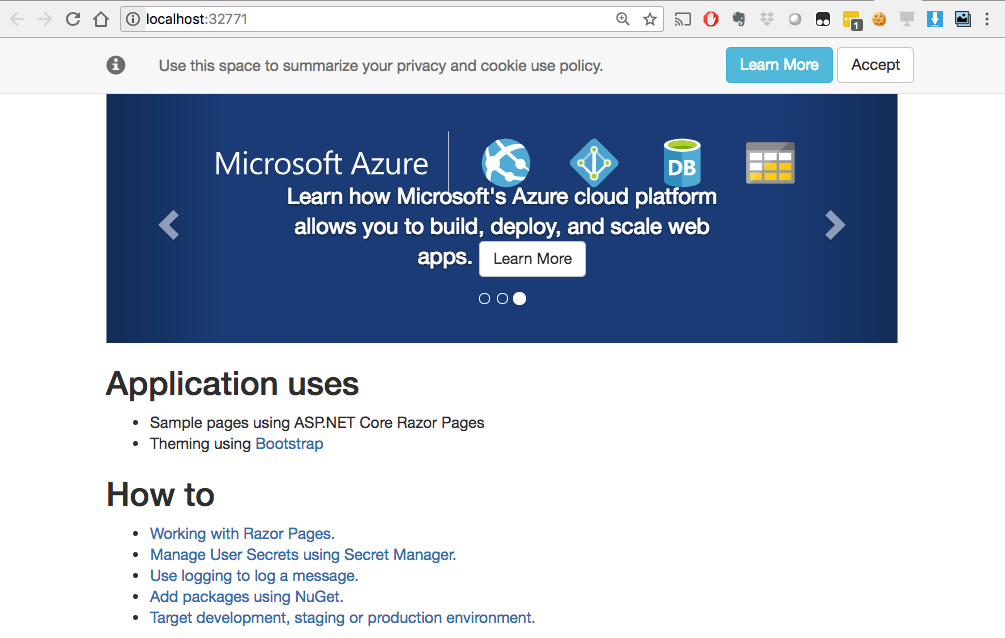 localhost:32771
1
Use this space to summarize your privacy and cookie use policy.
Learn More
Accept
Microsoft Azure
DB
Learn how Microsoft's Azure cloud platform
allows you to build, deploy, and scale web
apps. Learn More
Application uses
Sample pages using ASP.NET Core Razor Pages
Theming using Bootstrap
How to
Working with Razor Pages.
Manage User Secrets using Secret Manager.
Use logging to log a message.
Add packages using NuGet.
Target development, staging or production environment.